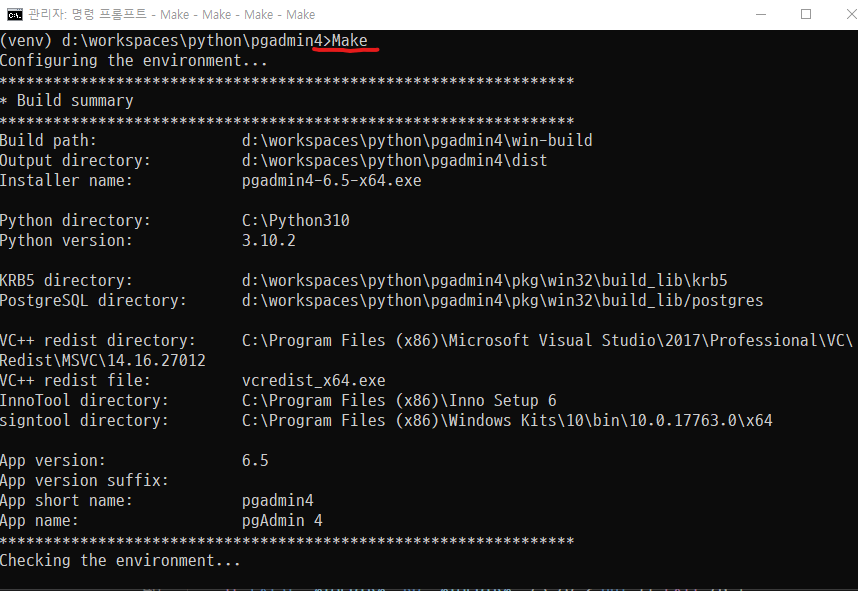 관리자: 명령 프롬프트 - Make - Make - Make - Make
(venv) d:\workspaces\python\pgadmin4>Make
Configuring the environment...
****************************************************************
* Build summary
****************************************************************
Build path: d:\workspaces\python\pgadmin4\win-build
Output directory: d:\workspaces\python\pgadmin4\dist
Installer name: pgadmin4-6.5-x64.exe
Python directory: C:\Python310
Python version: 3.10.2
KRB5 directory: d:\workspaces\python\pgadmin4\pkg\win32\build_lib\krb5
PostgreSQL directory: d:\workspaces\python\pgadmin4\pkg\win32\build_lib/postgres
VC++ redist directory: C:\Program Files (x86)\Microsoft Visual Studio\2017\Professional\VC\
Redist\MSVC\14.16.27012
VC++ redist file: vcredist_x64.exe
InnoTool directory: C:\Program Files (x86)\Inno Setup 6
signtool directory: C:\Program Files (x86)\Windows Kits\10\bin\10.0.17763.0\x64
App version: 6.5
App version suffix:
App short name: pgadmin4
App name: pgAdmin 4
****************************************************************
Checking the environment...